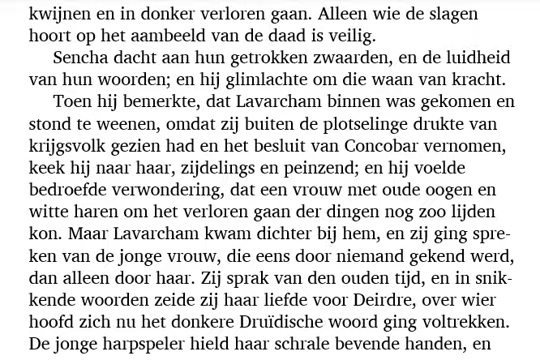 kwijnen en in donker verloren gaan. Alleen wie de slagen
hoort op het aambeeld van de daad is veilig.
Sencha dacht aan hun getrokken zwaarden, en de luidheid
van hun woorden; en hij glimlachte om die waan van kracht.
Toen hij bemerkte, dat Lavarcham binnen was gekomen en
stond te weenen, omdat zij buiten de plotselinge drukte van
krijgsvolk gezien had en het besluit van Concobar vernomen,
keek hij naar haar, zijdelings en peinzend; en hij voelde
bedroefde verwondering, dat een vrouw met oude oogen en
witte haren om het verloren gaan der dingen nog zoo lijden
kon. Maar Lavarcham kwam dichter bij hem, en zij ging spre-
ken van de jonge vrouw, die eens door niemand gekend werd,
dan alleen door haar. Zij sprak van den ouden tijd, en in snik-
kende woorden zeide zij haar liefde voor Deirdre, over wier
hoofd zich nu het donkere Druïdische woord ging voltrekken.
De jonge harpspeler hield haar schrale bevende handen, en